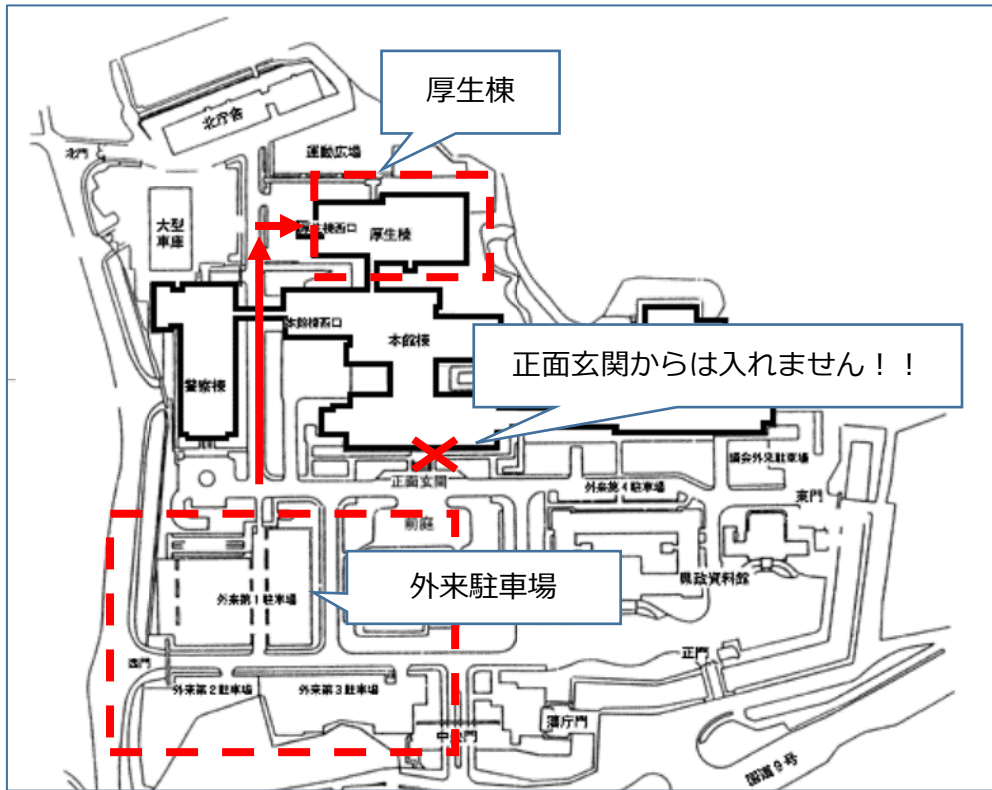 厚生棟
北庁舎
運動広場
北門
大型
車庫
厚生棟西口
厚生棟
本館棟西口
本館棟
正面玄関からは入れません！！
警察棟
正面玄関
議会外来駐車場
外来第4駐車場
東門
前庭
県政資料館
外来駐車場
外来第1駐車場
西門
正門
外来第2駐車場
外来第3駐車場
藩庁門
中央門
国道9号